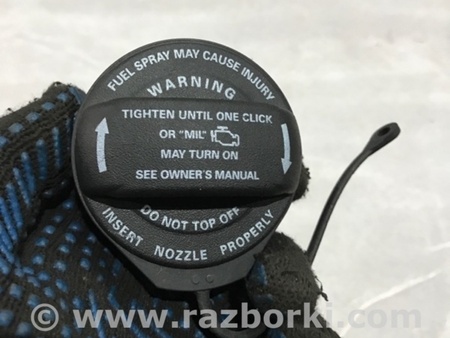 FUEL SPRAY MAY CAUSE INJURY
WARNING
TIGHTEN UNTIL ONE CLICK
OR "MIL"
MAY TURN ON
SEE OWNER'S MANUAL
DO NOT TOP OFF
INSERT NOZZLE PROPERLY
© www.razborki.com